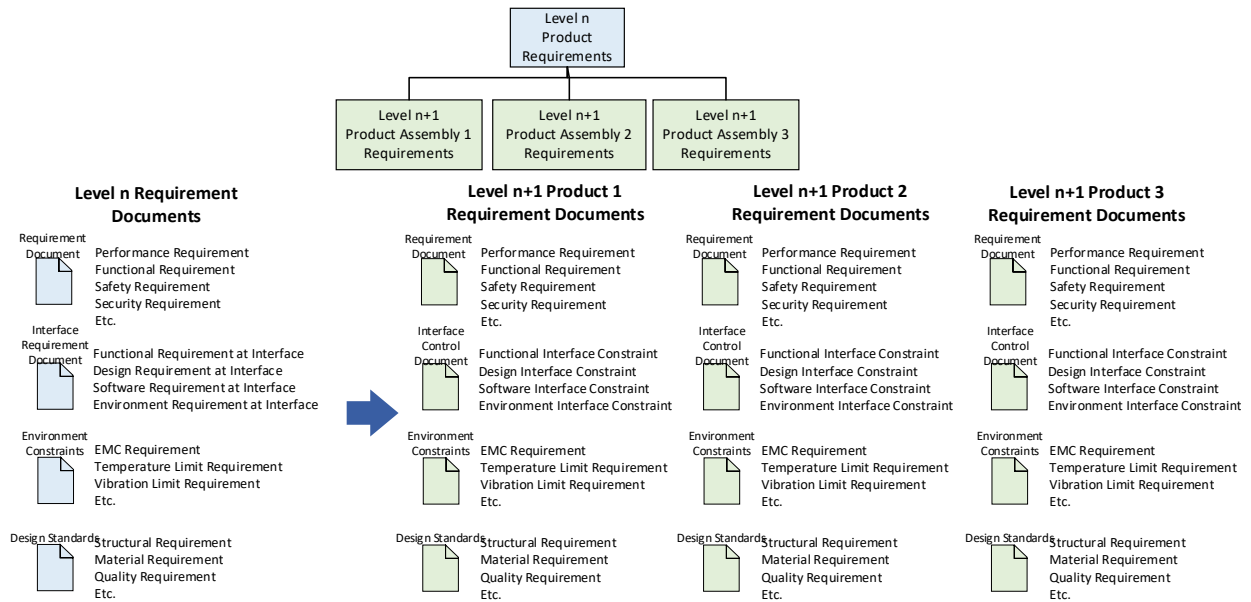 Level n
Product
Requirements
Level n+1
Product Assembly 1
Requirements
Level n+1
Product Assembly 2
Requirements
Level n+1
Product Assembly 3
Requirements
Level n Requirement
Documents
Requirement
Document
Performance Requirement
Functional Requirement
Safety Requirement
Security Requirement
Etc.
Interface
Requirement
Document
Functional Requirement at Interface
Design Requirement at Interface
Software Requirement at Interface
Environment Requirement at Interface
Environment
Constraints
EMC Requirement
Temperature Limit Requirement
Vibration Limit Requirement
Etc.
Design Standards
Structural Requirement
Material Requirement
Quality Requirement
Etc.
Level n+1 Product 1
Requirement Documents
Requirement
Document
Performance Requirement
Functional Requirement
Safety Requirement
Security Requirement
Etc.
Interface
Control
Document
Functional Interface Constraint
Design Interface Constraint
Software Interface Constraint
Environment Interface Constraint
Environment
Constraints
EMC Requirement
Temperature Limit Requirement
Vibration Limit Requirement
Etc.
Design Standards
Structural Requirement
Material Requirement
Quality Requirement
Etc.
Level n+1 Product 2
Requirement Documents
Requirement
Document
Performance Requirement
Functional Requirement
Safety Requirement
Security Requirement
Etc.
Interface
Control
Document
Functional Interface Constraint
Design Interface Constraint
Software Interface Constraint
Environment Interface Constraint
Environment
Constraints
EMC Requirement
Temperature Limit Requirement
Vibration Limit Requirement
Etc.
Design Standards
Structural Requirement
Material Requirement
Quality Requirement
Etc.
Level n+1 Product 3
Requirement Documents
Requirement
Document
Performance Requirement
Functional Requirement
Safety Requirement
Security Requirement
Etc.
Interface
Control
Document
Functional Interface Constraint
Design Interface Constraint
Software Interface Constraint
Environment Interface Constraint
Environment
Constraints
EMC Requirement
Temperature Limit Requirement
Vibration Limit Requirement
Etc.
Design Standards
Structural Requirement
Material Requirement
Quality Requirement
Etc.